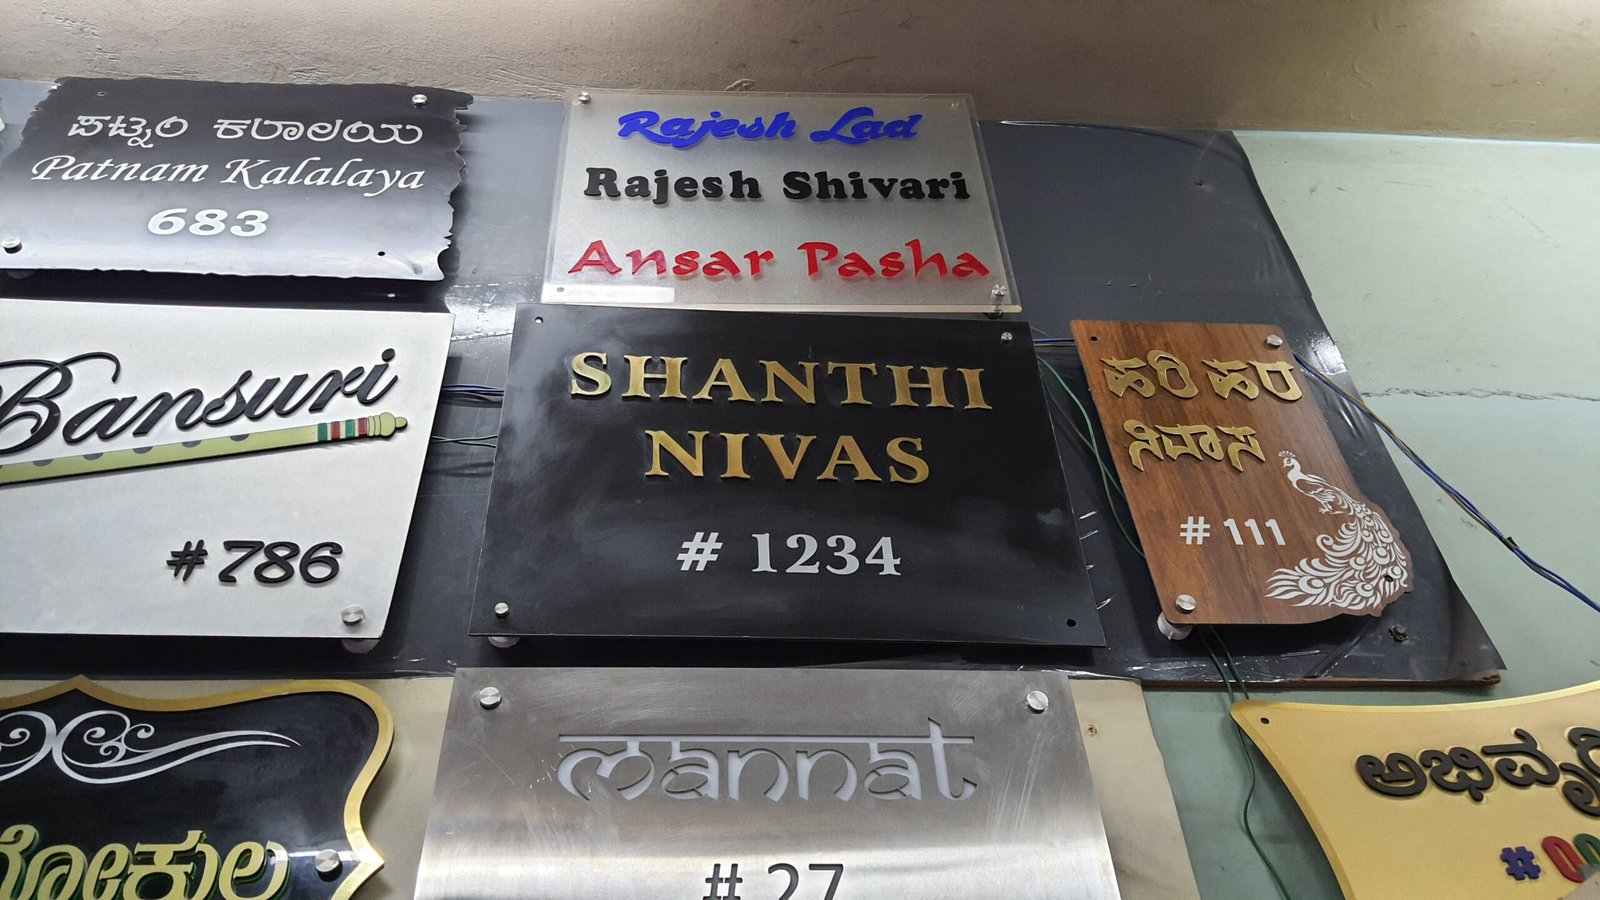 ಪಟ್ನಂ ಕಲಾಲಯ
Patnam Kalalaya
683
Rajesh Lad
Rajesh Shivari
Ansar Pasha
Bansuri
# 786
SHANTHI
NIVAS
# 1234
ಹರಿ ಹರ
ನಿವಾಸ
# 111
ಗೋಕುಲ
mannat
# 27